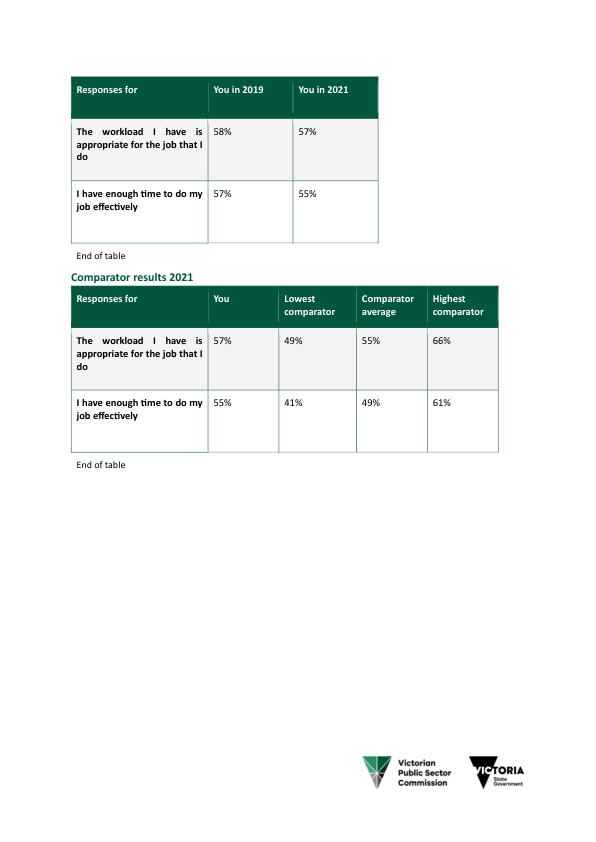 Responses for You in 2019 You in 2021
The workload I have is 58% 57%
appropriate for the job that I
do
I have enough time to do my 57% 55%
job effectively
End of table
Comparator results 2021
Responses for You Lowest Comparator Highest
comparator average comparator
The workload I have is 57% 49% 55% 66%
appropriate for the job that I
do
I have enough time to do my 55% 41% 49% 61%
job effectively
End of table
Victorian
Public Sector
Commission
VICTORIA
State
Government